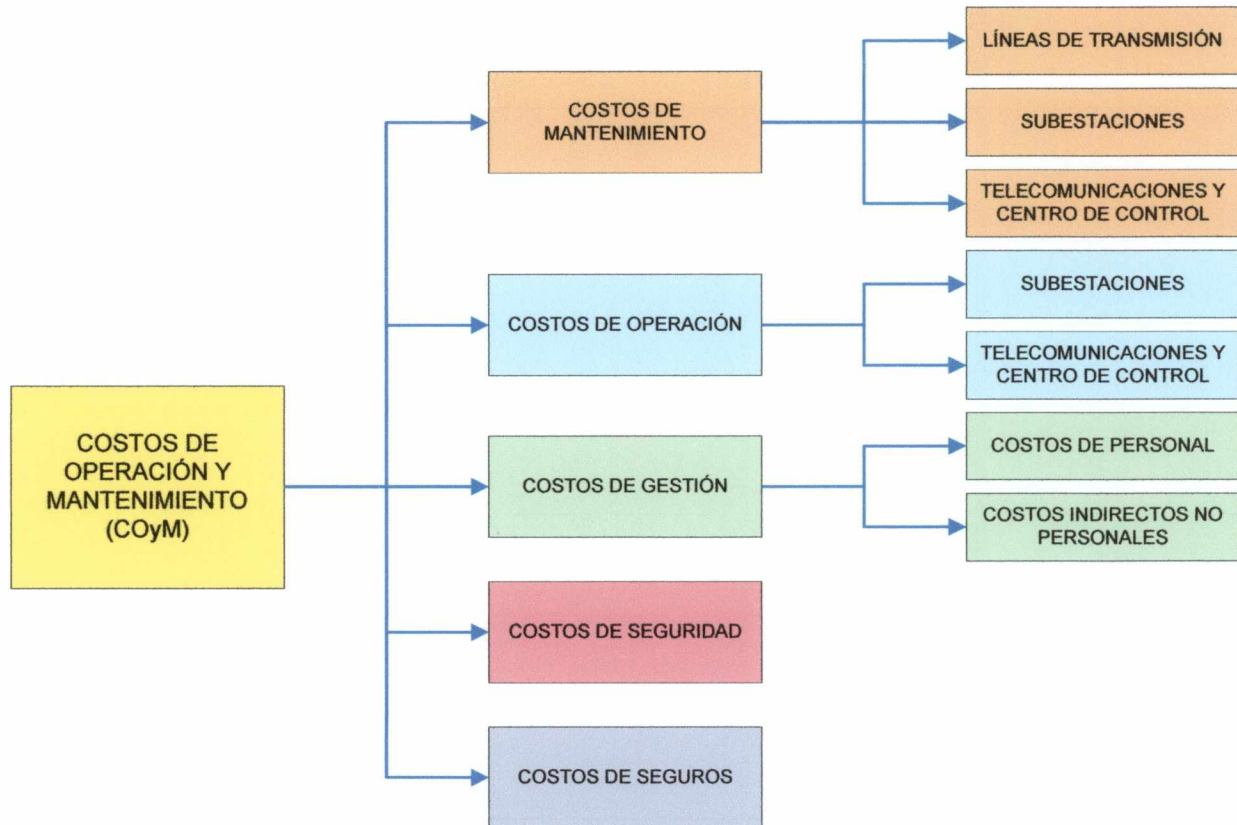 COSTOS DE
OPERACIÓN Y
MANTENIMIENTO
(COyM)
COSTOS DE
MANTENIMIENTO
LÍNEAS DE TRANSMISIÓN
SUBESTACIONES
TELECOMUNICACIONES Y
CENTRO DE CONTROL
COSTOS DE OPERACIÓN
SUBESTACIONES
TELECOMUNICACIONES Y
CENTRO DE CONTROL
COSTOS DE GESTIÓN
COSTOS DE PERSONAL
COSTOS INDIRECTOS NO
PERSONALES
COSTOS DE SEGURIDAD
COSTOS DE SEGUROS